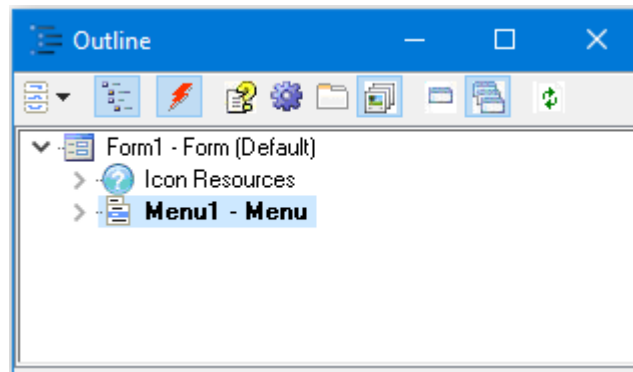 Outline
Form1 - Form (Default)
Icon Resources
Menu1 - Menu